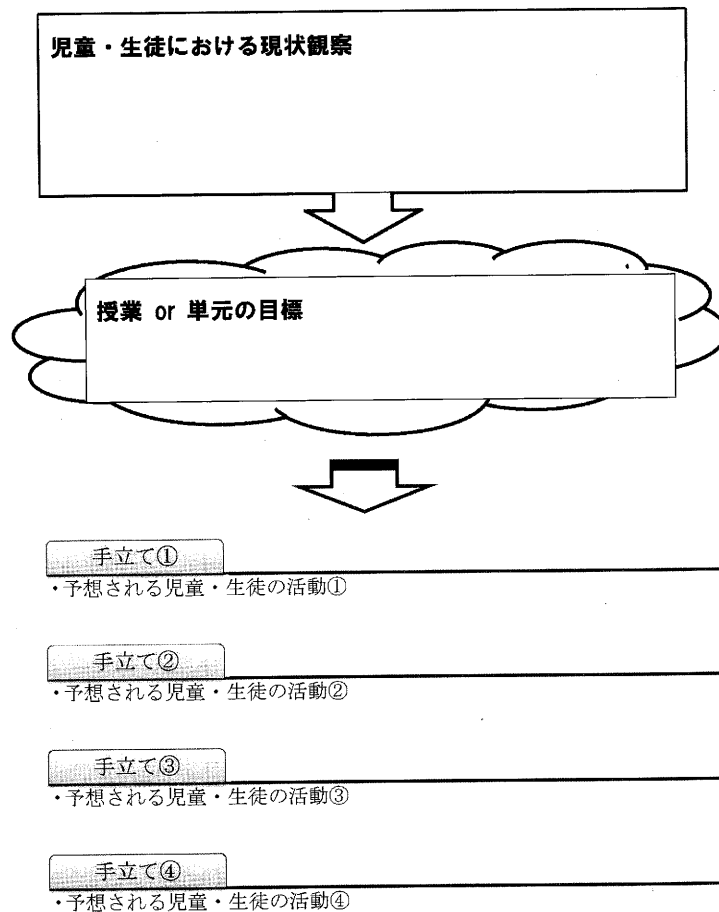 児童・生徒における現状観察
授業 or 単元の目標
手立て①
・予想される児童・生徒の活動①
手立て②
・予想される児童・生徒の活動②
手立て③
・予想される児童・生徒の活動③
手立て④
・予想される児童・生徒の活動④